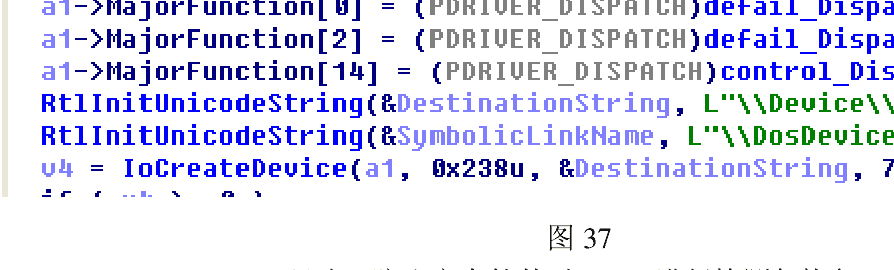 a1->MajorFunction[0] = (PDRIVER_DISPATCH)defail_Dispa
a1->MajorFunction[2] = (PDRIVER_DISPATCH)defail_Dispa
a1->MajorFunction[14] = (PDRIVER_DISPATCH)control_Dis
RtlInitUnicodeString(&DestinationString, L"\\Device\\
RtlInitUnicodeString(&SymbolicLinkName, L"\\DosDevice
v4 = IoCreateDevice(a1, 0x238u, &DestinationString, 7
图 37